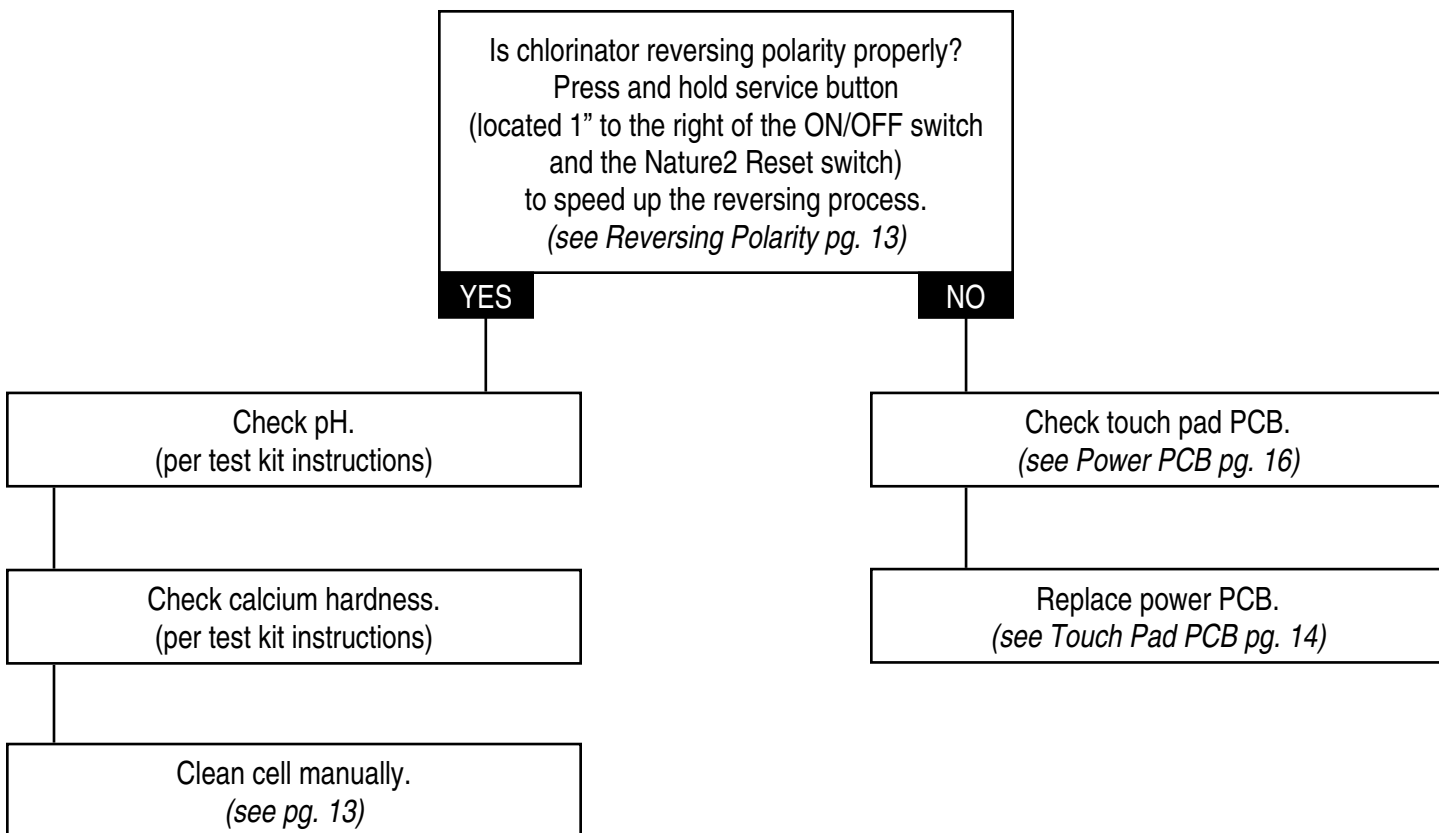 Is chlorinator reversing polarity properly?
Press and hold service button
(located 1” to the right of the ON/OFF switch
and the Nature2 Reset switch)
to speed up the reversing process.
(see Reversing Polarity pg. 13)
YES
NO
Check pH.
(per test kit instructions)
Check calcium hardness.
(per test kit instructions)
Clean cell manually.
(see pg. 13)
Check touch pad PCB.
(see Power PCB pg. 16)
Replace power PCB.
(see Touch Pad PCB pg. 14)